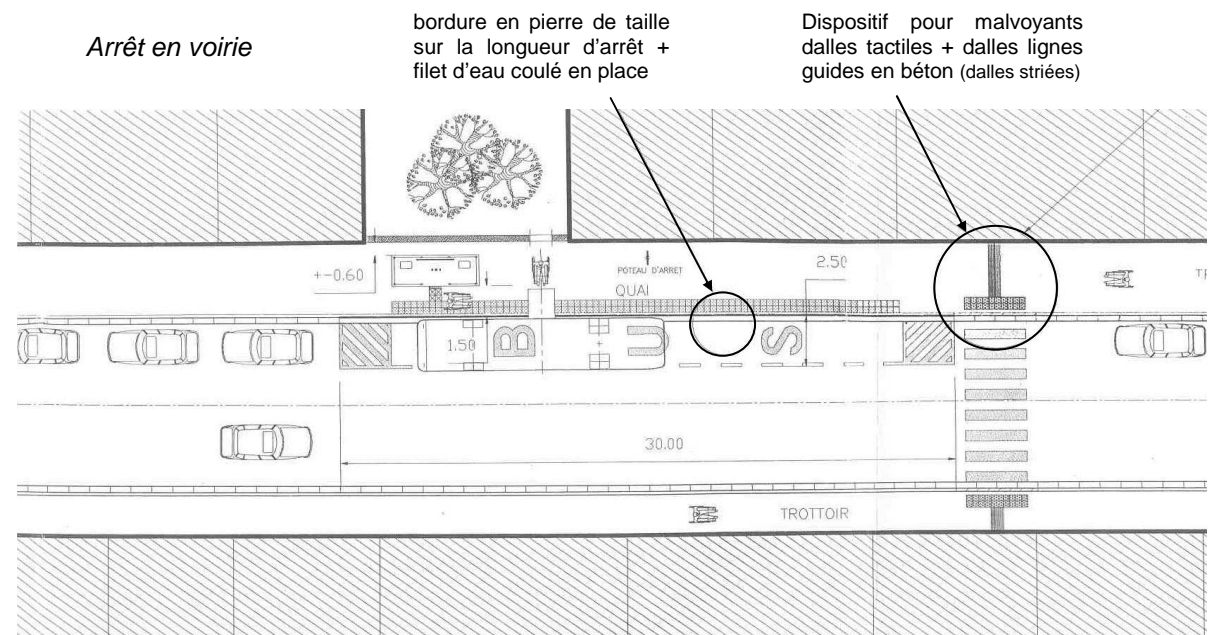 Arrêt en voirie
bordure en pierre de taille
sur la longueur d'arrêt +
filet d'eau coulé en place
Dispositif pour malvoyants
dalles tactiles + dalles lignes
guides en béton (dalles striées)
+-0.60
POTEAU D'ARRET
QUAI
2.50
TR
1.50
BUS
30.00
TROTTOIR